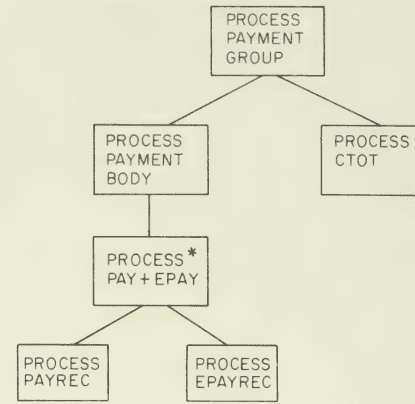 PROCESS
PAYMENT
GROUP
PROCESS
PAYMENT
BODY
PROCESS
CTOT
PROCESS*
PAY + EPAY
PROCESS
PAYREC
PROCESS
EPAYREC